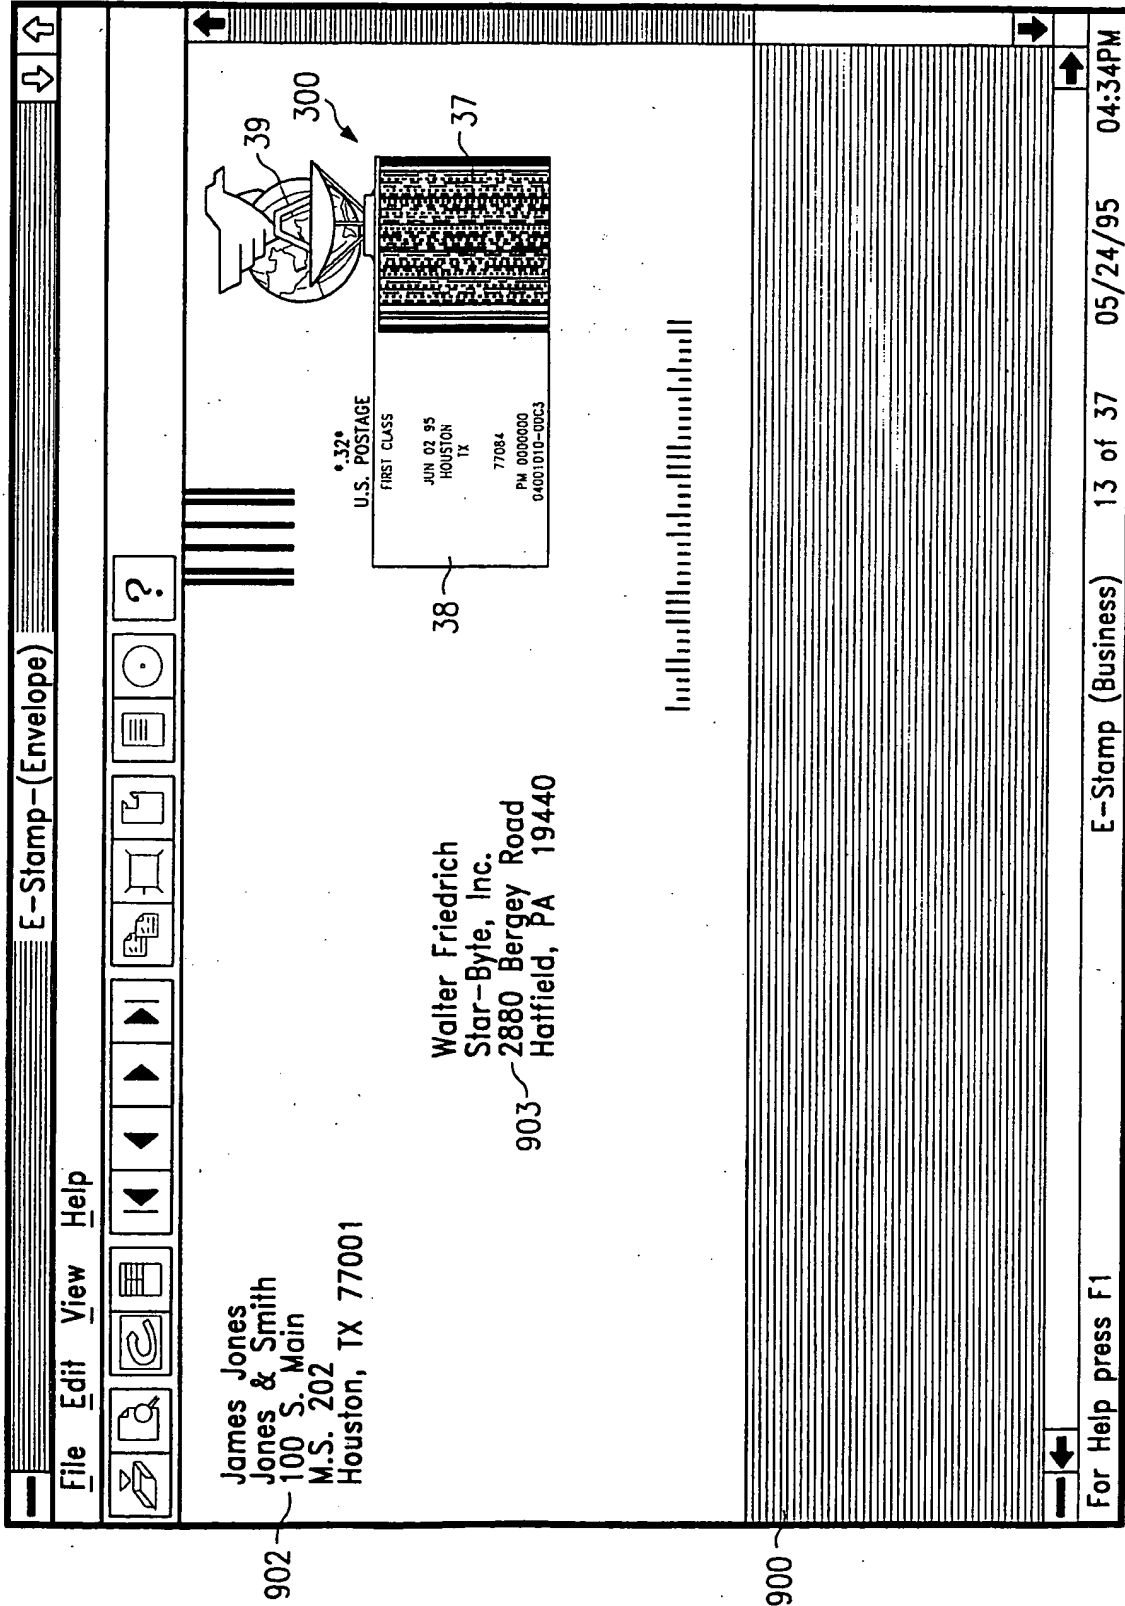 E-Stamp-(Envelope)
File Edit View Help
?
James Jones
Jones & Smith
100 S. Main
M.S. 202
Houston, TX 77001
902
Walter Friedrich
Star-Byte, Inc.
2880 Bergey Road
Hatfield, PA 19440
903
*.32*
U.S. POSTAGE
FIRST CLASS
JUN 02 95
HOUSTON
TX
77084
PM 0000000
04001010-00C3
38
39
300
37
900
For Help press F1 E-Stamp (Business) 13 of 37 05/24/95 04:34PM